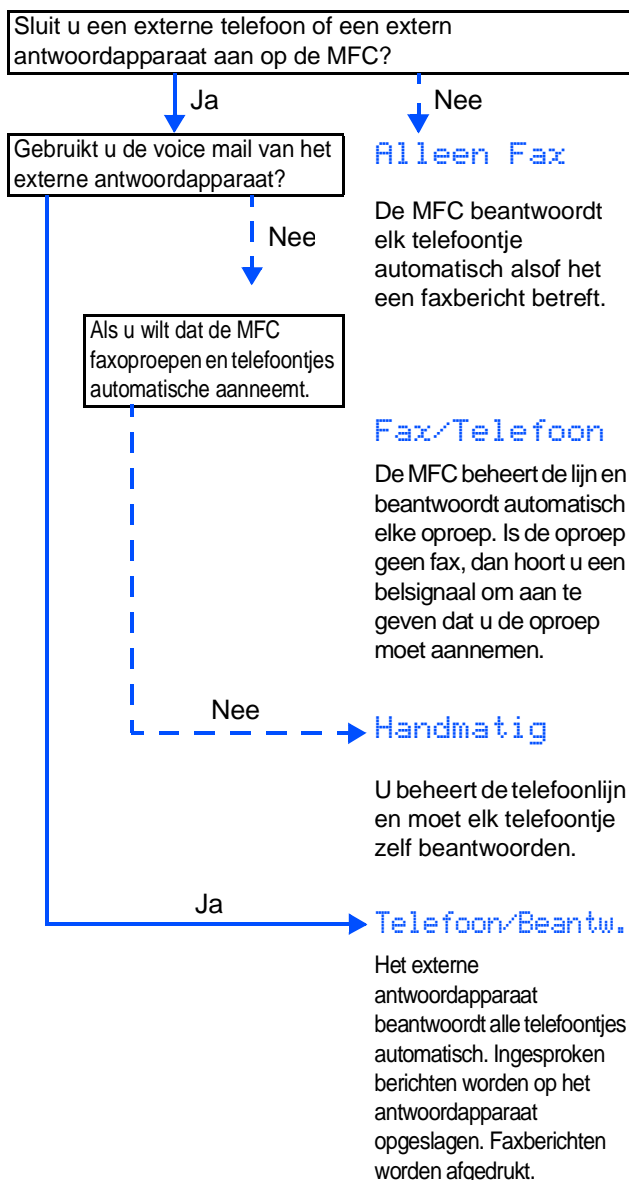 Sluit u een externe telefoon of een extern
antwoordapparaat aan op de MFC?
Ja
Nee
Gebruikt u de voice mail van het
externe antwoordapparaat?
Alleen Fax
De MFC beantwoordt
elk telefoontje
automatisch alsof het
een faxbericht betreft.
Nee
Als u wilt dat de MFC
faxoproepen en telefoontjes
automatische aanneemt.
Fax/Telefoon
De MFC beheert de lijn en
beantwoordt automatisch
elke oproep. Is de oproep
geen fax, dan hoort u een
belsignaal om aan te
geven dat u de oproep
moet aannemen.
Nee
Handmatig
U beheert de telefoonlijn
en moet elk telefoontje
zelf beantwoorden.
Ja
Telefoon/Beantw.
Het externe
antwoordapparaat
beantwoordt alle telefoontjes
automatisch. Ingesproken
berichten worden op het
antwoordapparaat
opgeslagen. Faxberichten
worden afgedrukt.